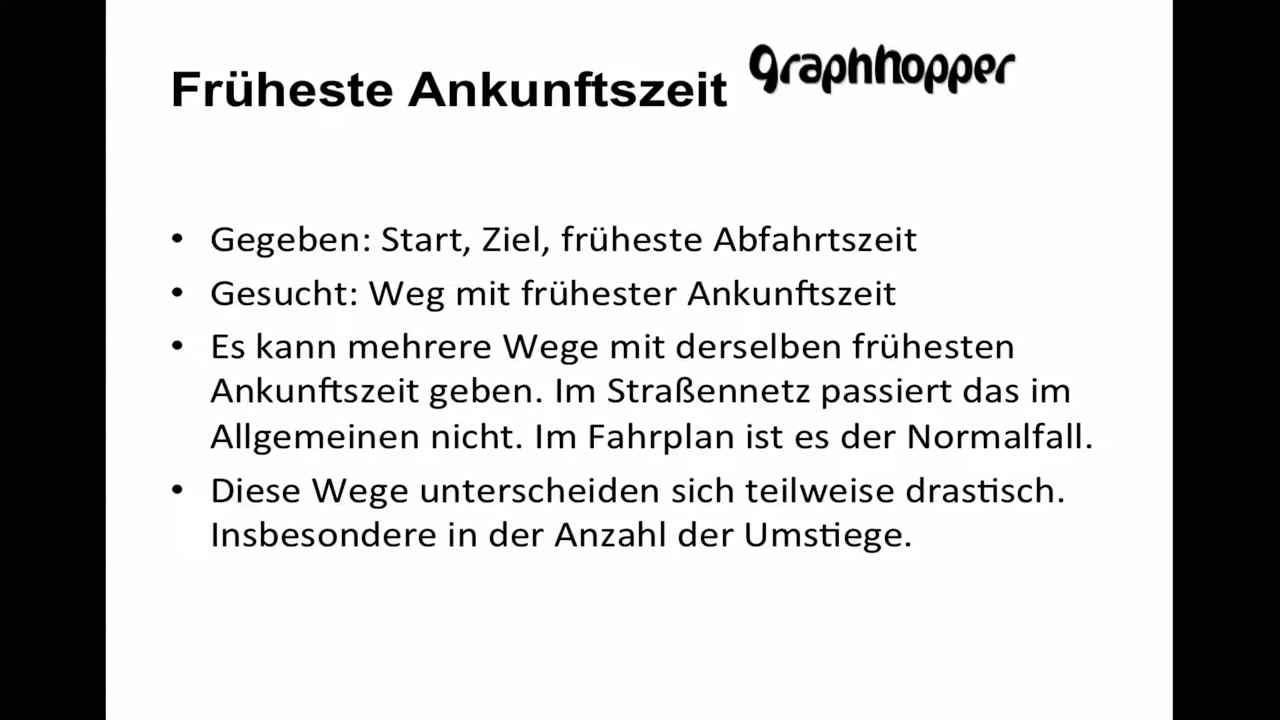 Früheste Ankunftszeit
graphhopper
• Gegeben: Start, Ziel, früheste Abfahrtszeit
• Gesucht: Weg mit frühester Ankunftszeit
• Es kann mehrere Wege mit derselben frühesten
Ankunftszeit geben. Im Straßennetz passiert das im
Allgemeinen nicht. Im Fahrplan ist es der Normalfall.
• Diese Wege unterscheiden sich teilweise drastisch.
Insbesondere in der Anzahl der Umstiege.